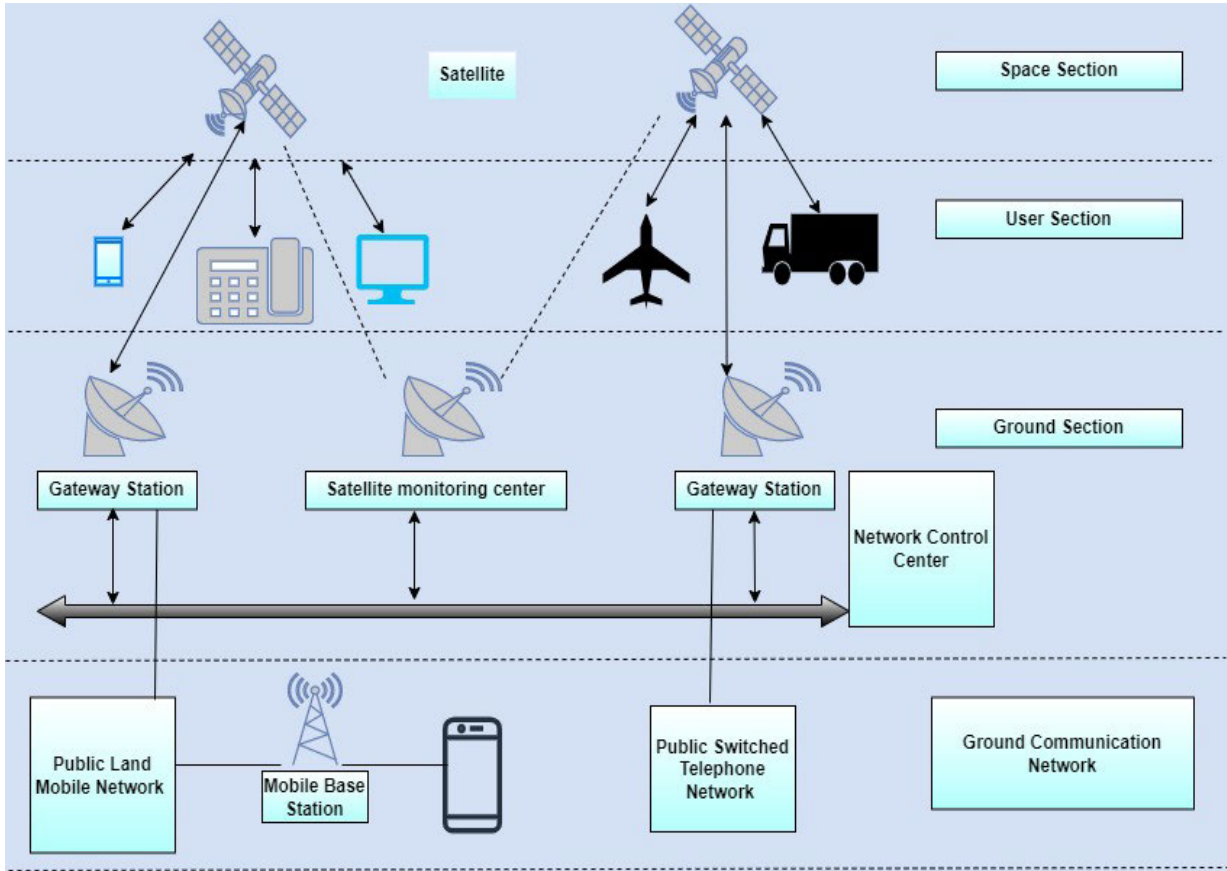 Satellite
Space Section
User Section
Ground Section
Gateway Station
Satellite monitoring center
Gateway Station
Network Control
Center
Public Land
Mobile Network
Mobile Base
Station
Public Switched
Telephone
Network
Ground Communication
Network